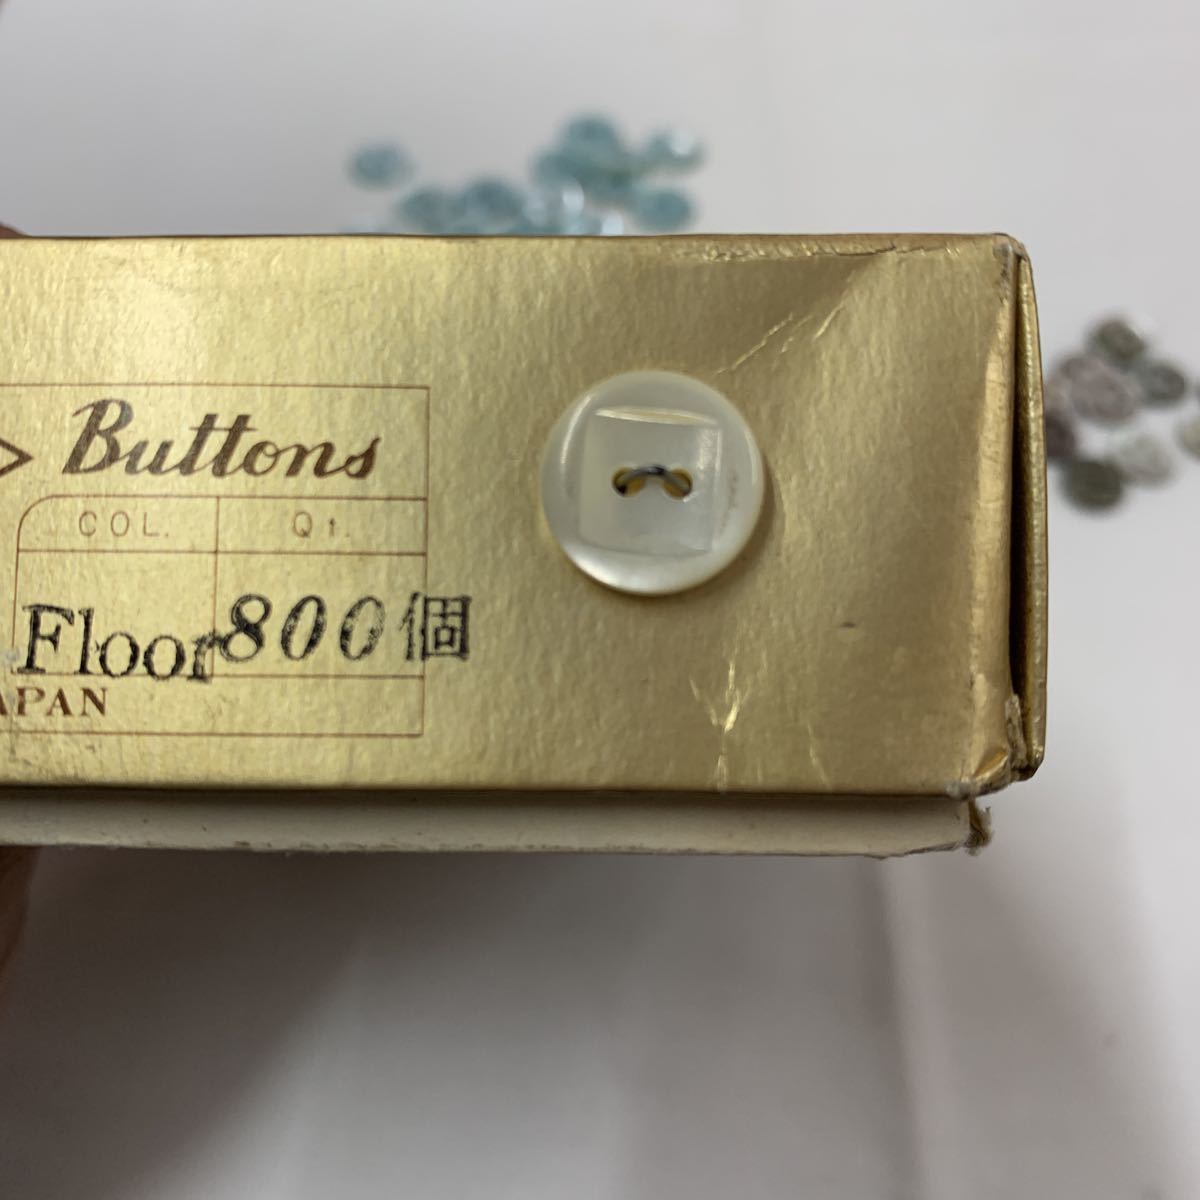 Buttons
COL. Qt.
Floor 800個
APAN